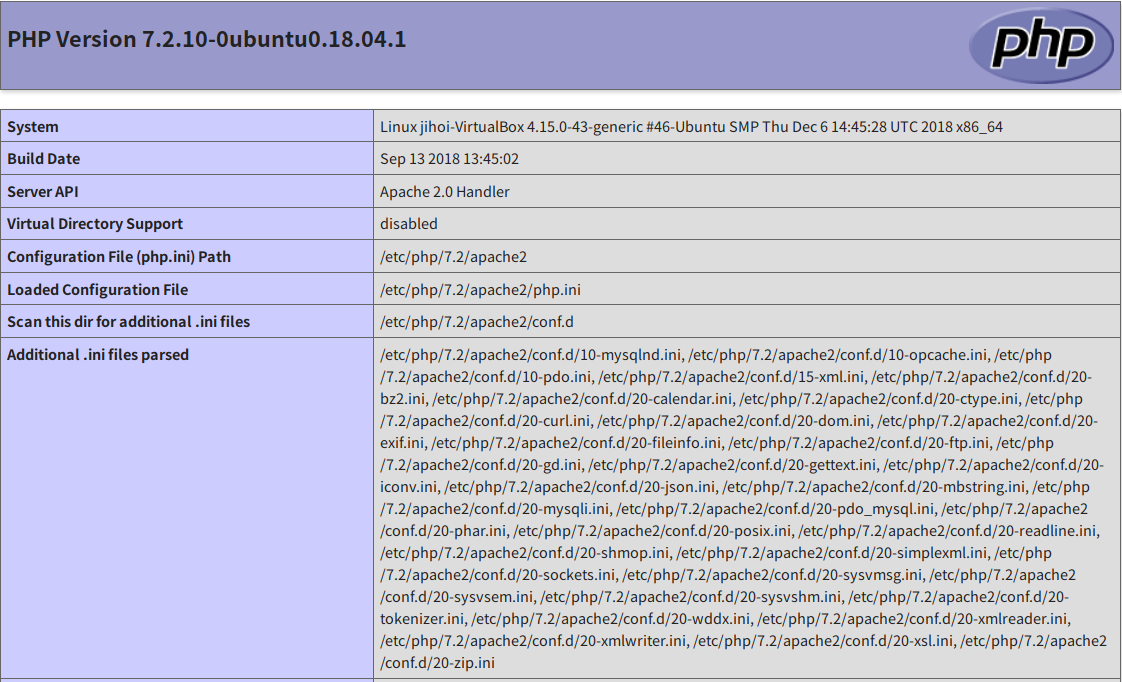 PHP Version 7.2.10-0ubuntu0.18.04.1
php
System Linux jihoi-VirtualBox 4.15.0-43-generic #46-Ubuntu SMP Thu Dec 6 14:45:28 UTC 2018 x86_64
Build Date Sep 13 2018 13:45:02
Server API Apache 2.0 Handler
Virtual Directory Support disabled
Configuration File (php.ini) Path /etc/php/7.2/apache2
Loaded Configuration File /etc/php/7.2/apache2/php.ini
Scan this dir for additional .ini files /etc/php/7.2/apache2/conf.d
Additional .ini files parsed /etc/php/7.2/apache2/conf.d/10-mysqlnd.ini, /etc/php/7.2/apache2/conf.d/10-opcache.ini, /etc/php
/7.2/apache2/conf.d/10-pdo.ini, /etc/php/7.2/apache2/conf.d/15-xml.ini, /etc/php/7.2/apache2/conf.d/20-
bz2.ini, /etc/php/7.2/apache2/conf.d/20-calendar.ini, /etc/php/7.2/apache2/conf.d/20-ctype.ini, /etc/php
/7.2/apache2/conf.d/20-curl.ini, /etc/php/7.2/apache2/conf.d/20-dom.ini, /etc/php/7.2/apache2/conf.d/20-
exif.ini, /etc/php/7.2/apache2/conf.d/20-fileinfo.ini, /etc/php/7.2/apache2/conf.d/20-ftp.ini, /etc/php
/7.2/apache2/conf.d/20-gd.ini, /etc/php/7.2/apache2/conf.d/20-gettext.ini, /etc/php/7.2/apache2/conf.d/20-
iconv.ini, /etc/php/7.2/apache2/conf.d/20-json.ini, /etc/php/7.2/apache2/conf.d/20-mbstring.ini, /etc/php
/7.2/apache2/conf.d/20-mysqli.ini, /etc/php/7.2/apache2/conf.d/20-pdo_mysql.ini, /etc/php/7.2/apache2
/conf.d/20-phar.ini, /etc/php/7.2/apache2/conf.d/20-posix.ini, /etc/php/7.2/apache2/conf.d/20-readline.ini,
/etc/php/7.2/apache2/conf.d/20-shmop.ini, /etc/php/7.2/apache2/conf.d/20-simplexml.ini, /etc/php
/7.2/apache2/conf.d/20-sockets.ini, /etc/php/7.2/apache2/conf.d/20-sysvmsg.ini, /etc/php/7.2/apache2
/conf.d/20-sysvsem.ini, /etc/php/7.2/apache2/conf.d/20-sysvshm.ini, /etc/php/7.2/apache2/conf.d/20-
tokenizer.ini, /etc/php/7.2/apache2/conf.d/20-wddx.ini, /etc/php/7.2/apache2/conf.d/20-xmlreader.ini,
/etc/php/7.2/apache2/conf.d/20-xmlwriter.ini, /etc/php/7.2/apache2/conf.d/20-xsl.ini, /etc/php/7.2/apache2
/conf.d/20-zip.ini